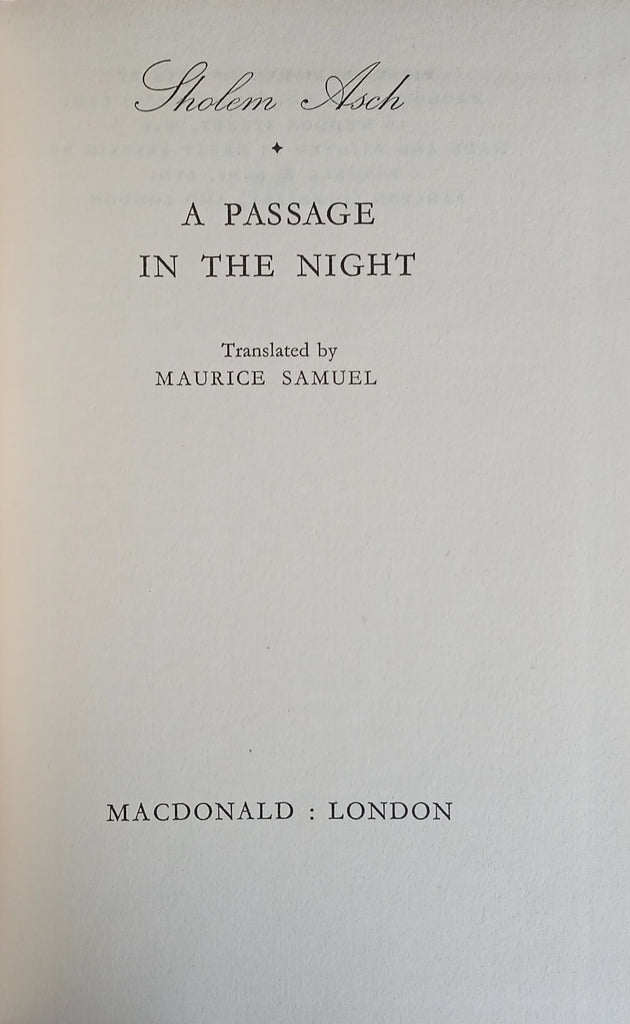 Sholem Asch
A PASSAGE
IN THE NIGHT
Translated by
MAURICE SAMUEL
MACDONALD : LONDON